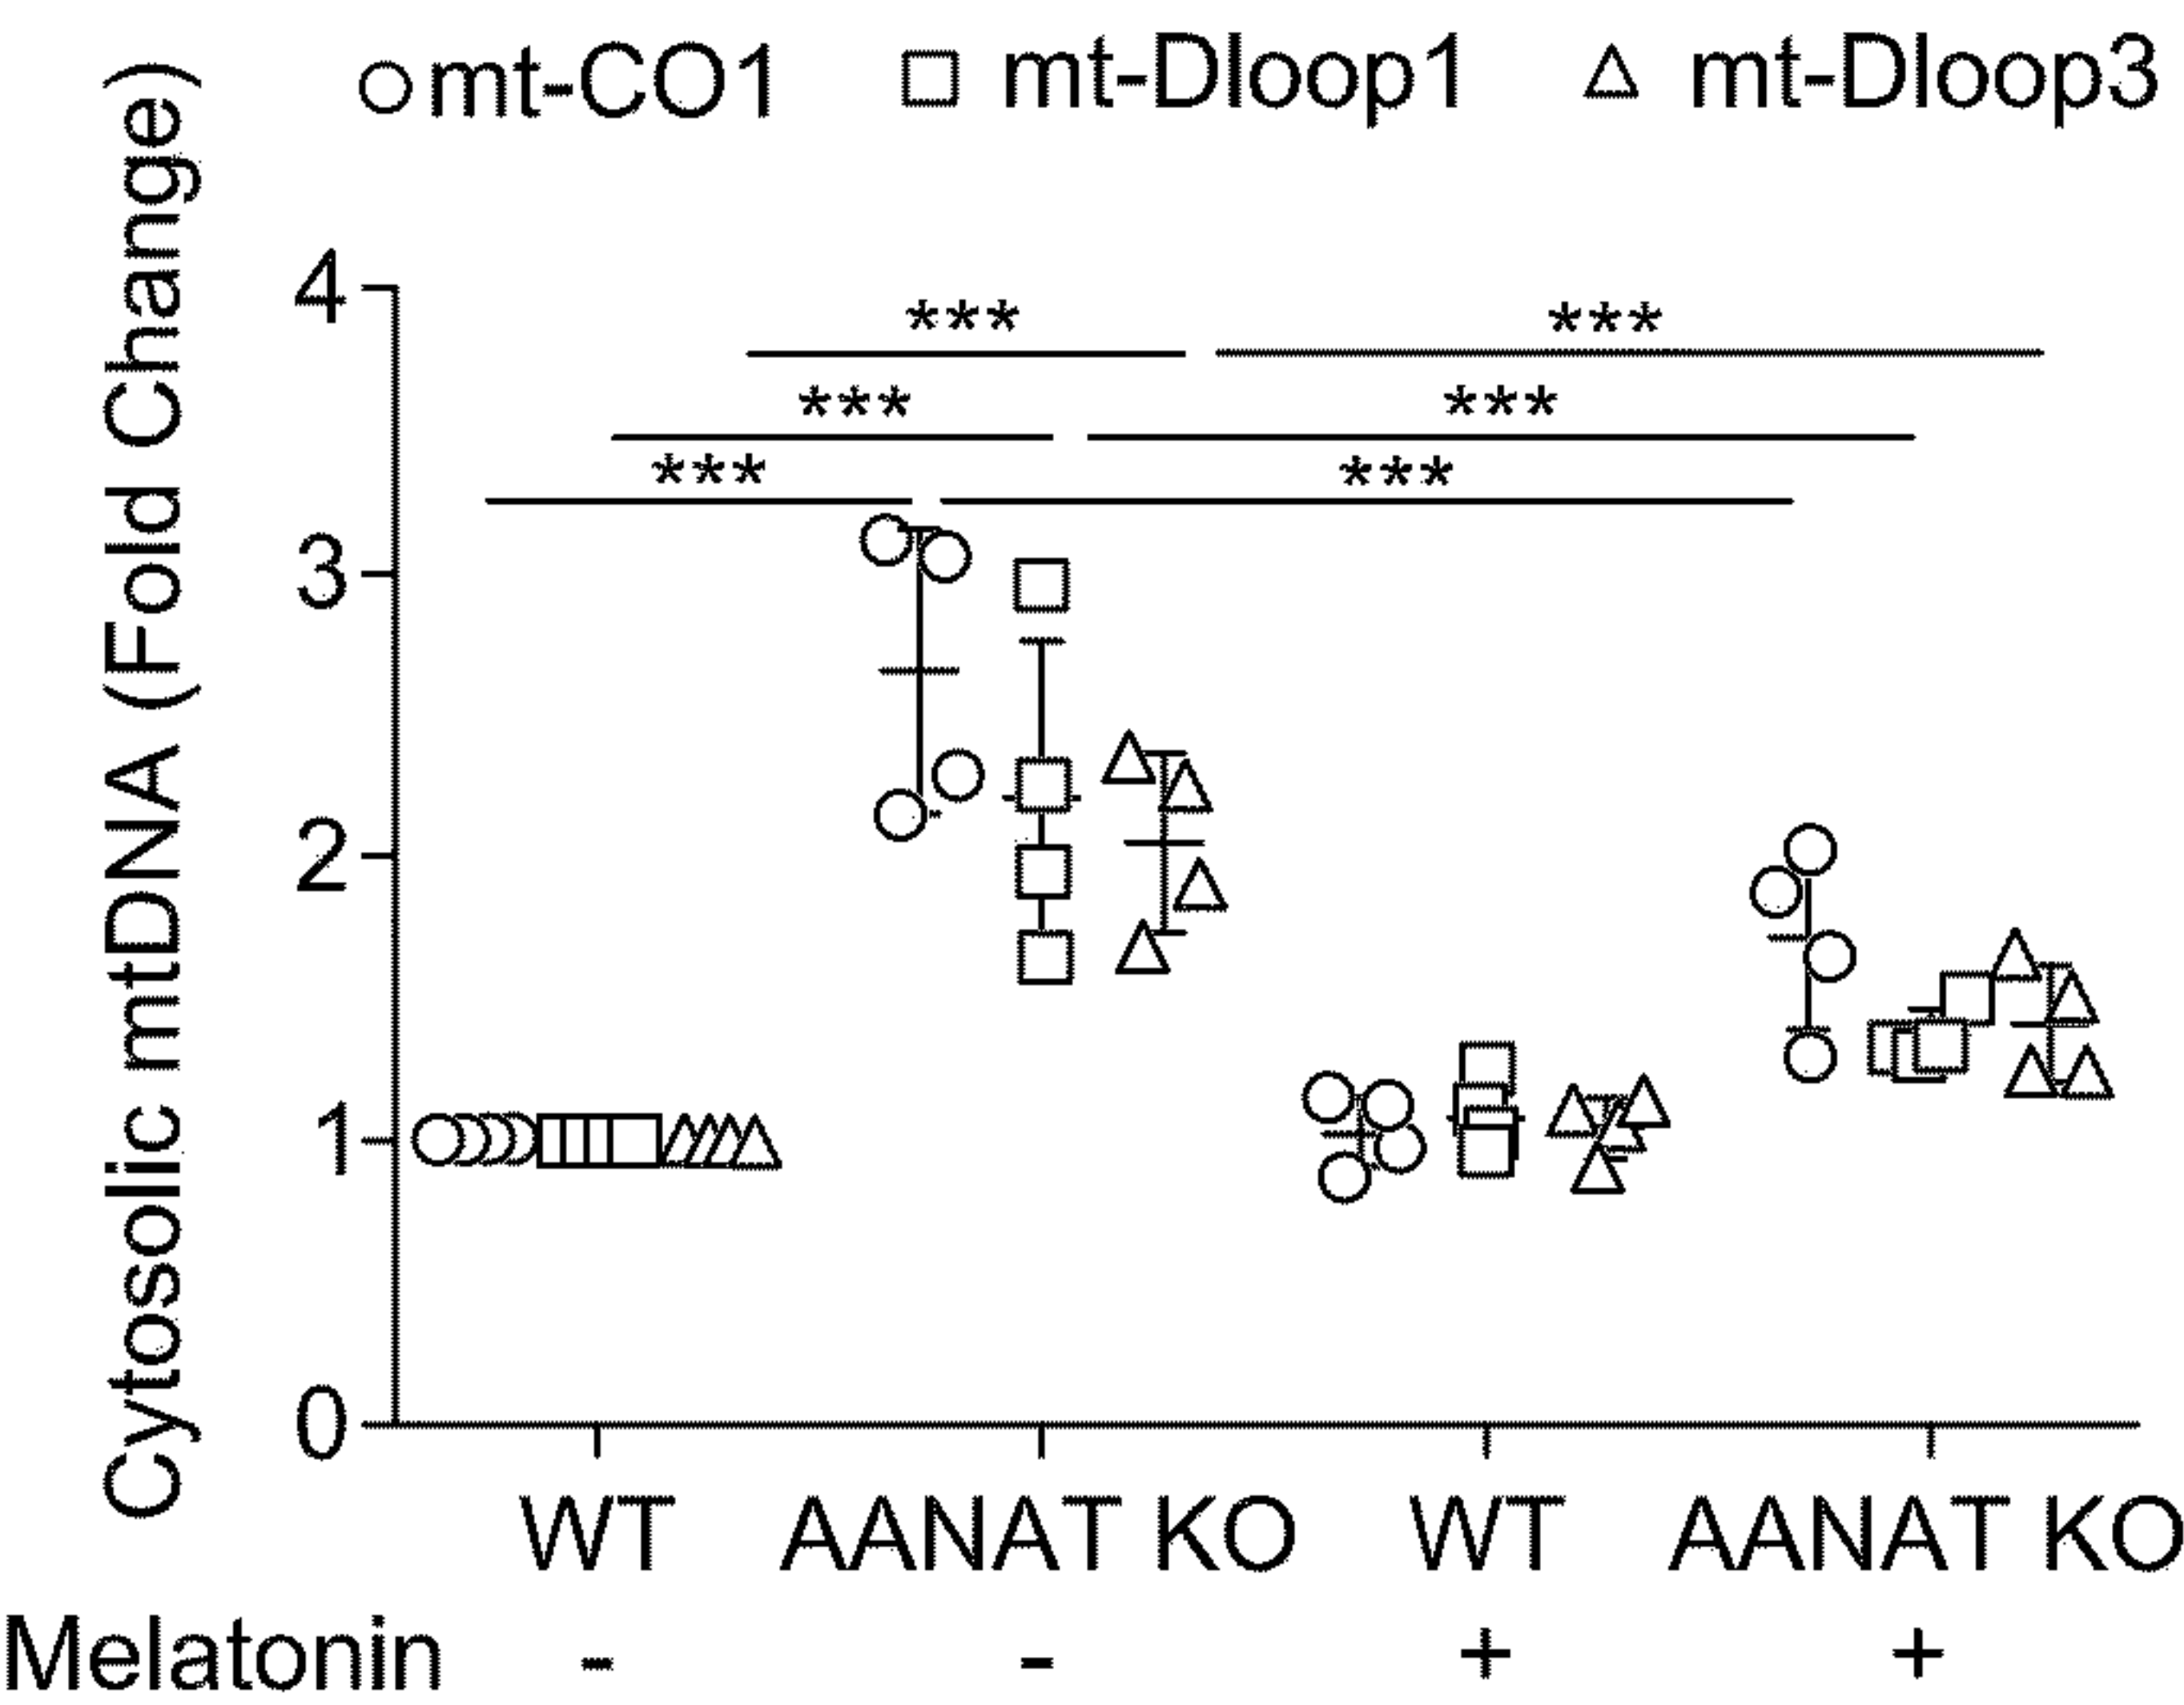 mt-CO1 mt-Dloop1 mt-Dloop3
Cytosolic mtDNA (Fold Change)
4
*** ***
*** ***
*** ***
3
2
1
0
WT AANAT KO WT AANAT KO
Melatonin - - + +